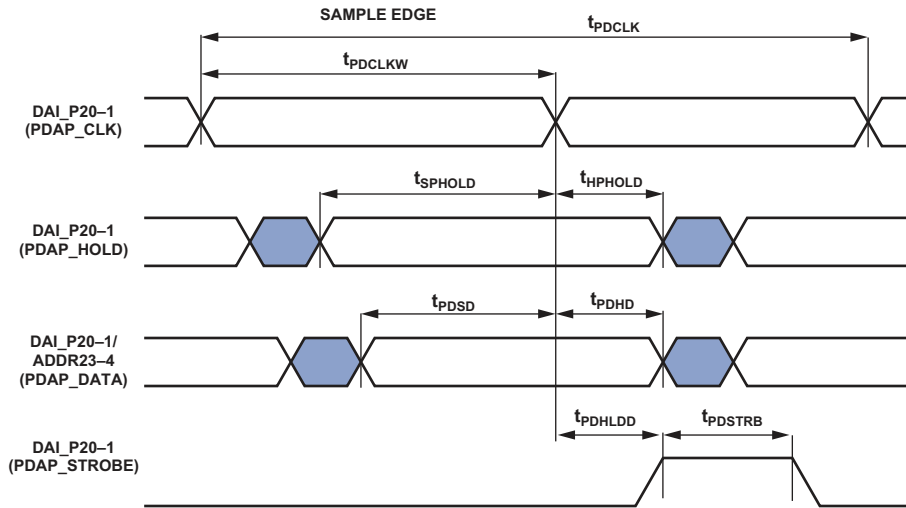 SAMPLE EDGE
tPDCLK
tPDCLKW
DAI_P20–1
(PDAP_CLK)
tSPHOLD
tHPHOLD
DAI_P20–1
(PDAP_HOLD)
tPDSD
tPDHD
DAI_P20–1/
ADDR23–4
(PDAP_DATA)
tPDHLDD
tPDSTRB
DAI_P20–1
(PDAP_STROBE)